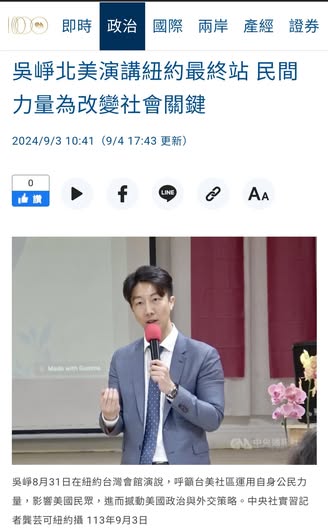 即時 政治 國際 兩岸 產經 證券
吳崢北美演講紐約最終站 民間
力量為改變社會關鍵
2024/9/3 10:41（9/4 17:43 更新）
0
讚
LINE
AA
Made with Gamma
中央通訊社
吳崢8月31日在紐約台灣會館演說，呼籲台美社區運用自身公民力
量，影響美國民眾，進而撼動美國政治與外交策略。中央社實習記
者龔芸可紐約攝 113年9月3日